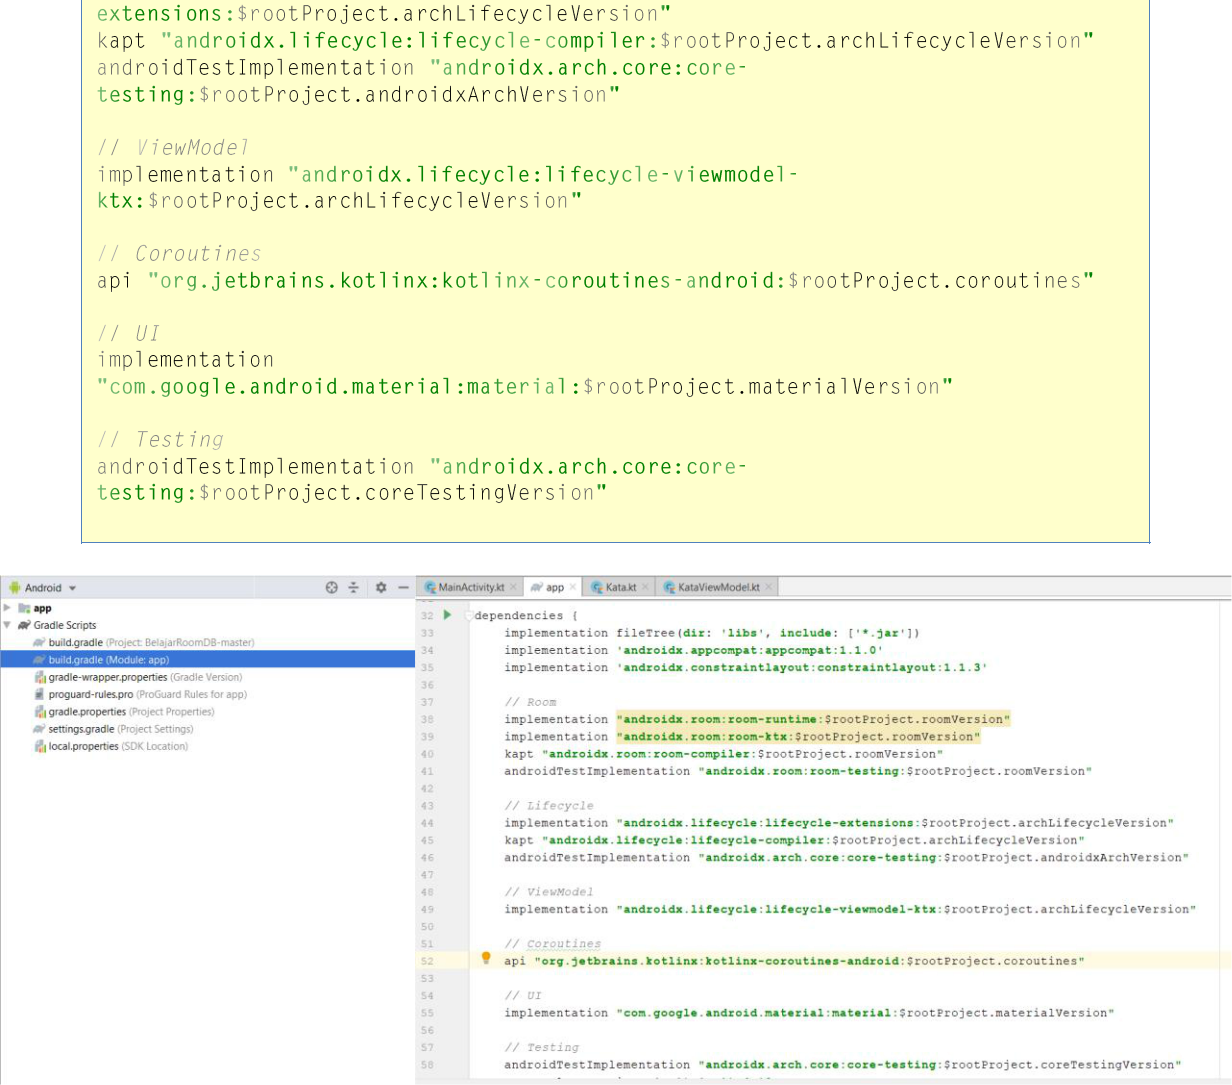 extensions:$rootProject.archLifecycleVersion"
kapt "androidx.lifecycle:lifecycle-compiler:$rootProject.archLifecycleVersion"
androidTestImplementation "androidx.arch.core:core-
testing:$rootProject.androidxArchVersion"
// ViewModel
implementation "androidx.lifecycle:lifecycle-viewmodel-
ktx:$rootProject.archLifecycleVersion"
// Coroutines
api "org.jetbrains.kotlinx:kotlinx-coroutines-android:$rootProject.coroutines"
// UI
implementation
"com.google.android.material:material:$rootProject.materialVersion"
// Testing
androidTestImplementation "androidx.arch.core:core-
testing:$rootProject.coreTestingVersion"
Android
app
Gradle Scripts
build.gradle (Project: BelajarRoomDB-master)
build.gradle (Module: app)
gradle-wrapper.properties (Gradle Version)
proguard-rules.pro (ProGuard Rules for app)
gradle.properties (Project Properties)
settings.gradle (Project Settings)
local.properties (SDK Location)
MainActivity.kt × app × Kata.kt × KataViewModel.kt ×
32 dependencies {
33 implementation fileTree(dir: 'libs', include: ['*.jar'])
34 implementation 'androidx.appcompat:appcompat:1.1.0'
35 implementation 'androidx.constraintlayout:constraintlayout:1.1.3'
36
37 // Room
38 implementation "androidx.room:room-runtime:$rootProject.roomVersion"
39 implementation "androidx.room:room-ktx:$rootProject.roomVersion"
40 kapt "androidx.room:room-compiler:$rootProject.roomVersion"
41 androidTestImplementation "androidx.room:room-testing:$rootProject.roomVersion"
42
43 // Lifecycle
44 implementation "androidx.lifecycle:lifecycle-extensions:$rootProject.archLifecycleVersion"
45 kapt "androidx.lifecycle:lifecycle-compiler:$rootProject.archLifecycleVersion"
46 androidTestImplementation "androidx.arch.core:core-testing:$rootProject.androidxArchVersion"
47
48 // ViewModel
49 implementation "androidx.lifecycle:lifecycle-viewmodel-ktx:$rootProject.archLifecycleVersion"
50
51 // Coroutines
52 api "org.jetbrains.kotlinx:kotlinx-coroutines-android:$rootProject.coroutines"
53
54 // UI
55 implementation "com.google.android.material:material:$rootProject.materialVersion"
56
57 // Testing
58 androidTestImplementation "androidx.arch.core:core-testing:$rootProject.coreTestingVersion"